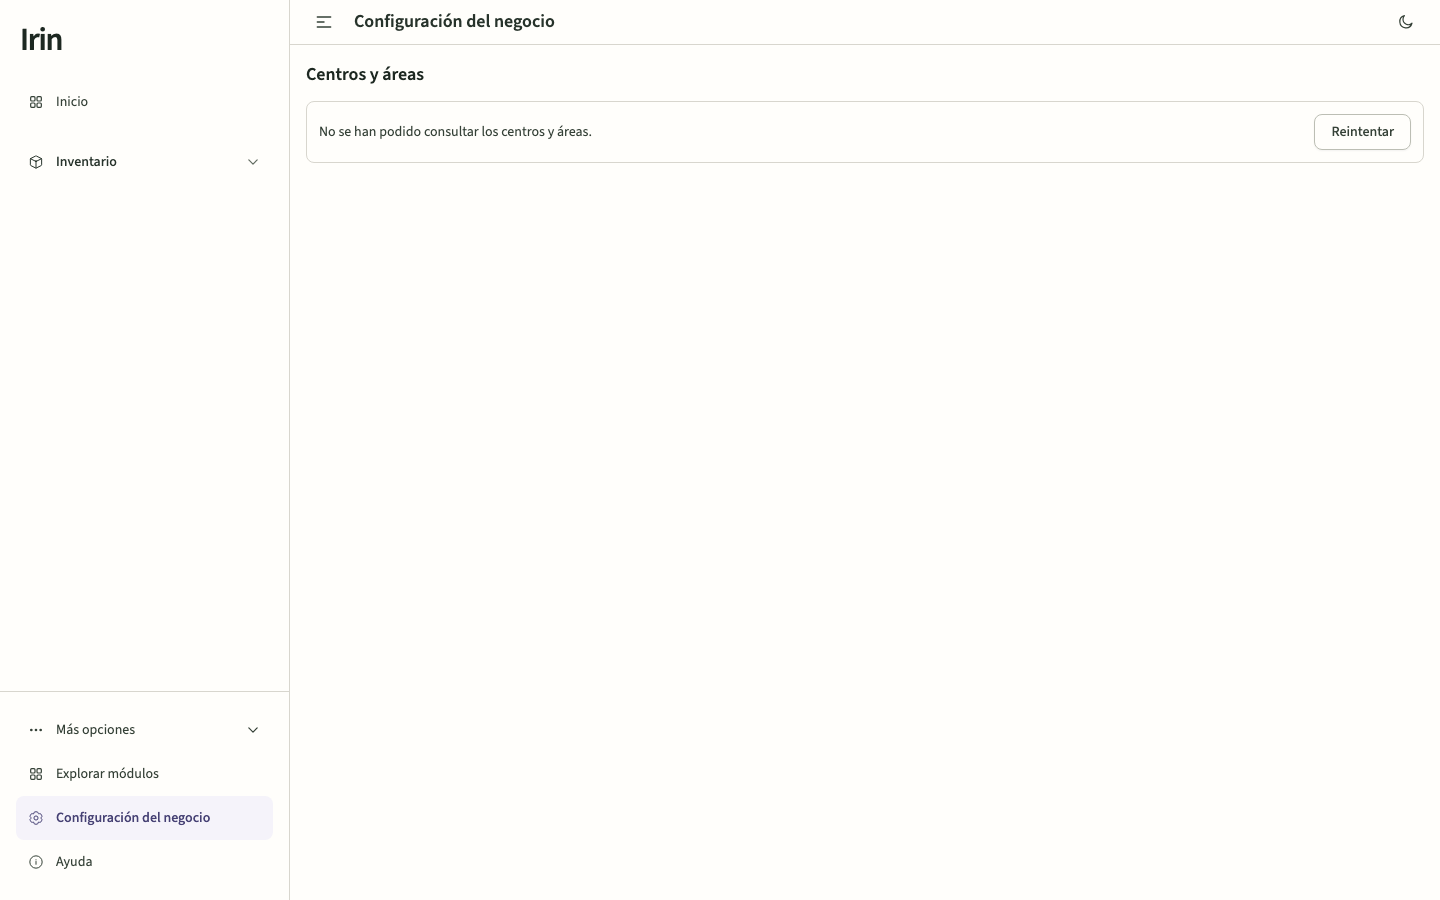 Irin
Inicio
Inventario
Más opciones
Explorar módulos
Configuración del negocio
Ayuda
Configuración del negocio
Centros y áreas
No se han podido consultar los centros y áreas.
Reintentar